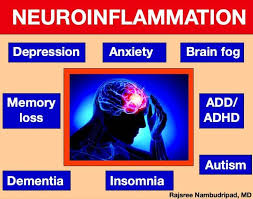 NEUROINFLAMMATION
Depression
Anxiety
Brain fog
Memory
loss
ADD/
ADHD
Dementia
Insomnia
Autism
Rajsree Nambudripad, MD